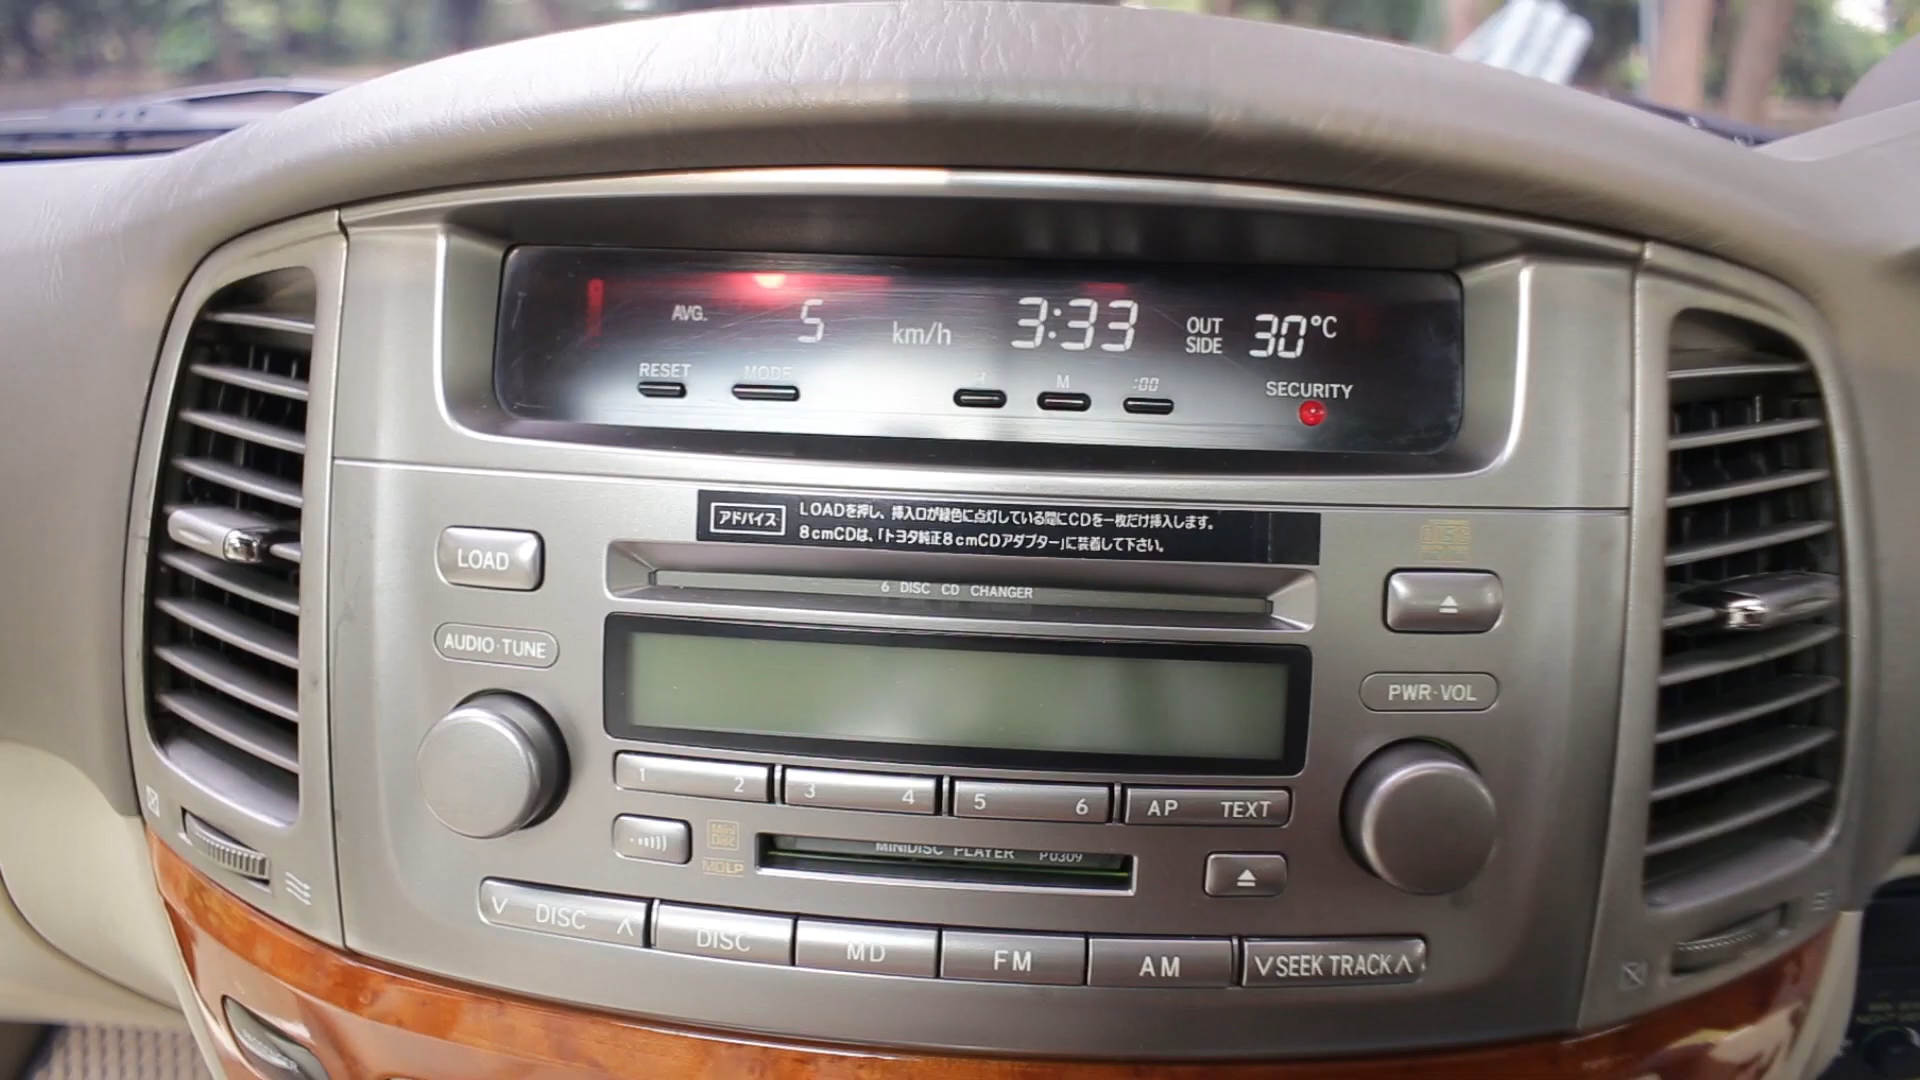 AVG. 5 km/h 3:33 OUT SIDE 30°C
RESET MODE H M :00 SECURITY
アドバイス
LOADを押し、挿入口が緑色に点灯している間にCDを一枚だけ挿入します。
8cmCDは、「トヨタ純正8cmCDアダプター」に装着して下さい。
LOAD
6 DISC CD CHANGER
AUDIO·TUNE
PWR·VOL
1 2 3 4 5 6 AP TEXT
Mini Disc
MDLP
MINIDISC PLAYER P0309
∨ DISC ∧ DISC MD FM AM ∨SEEK TRACK∧